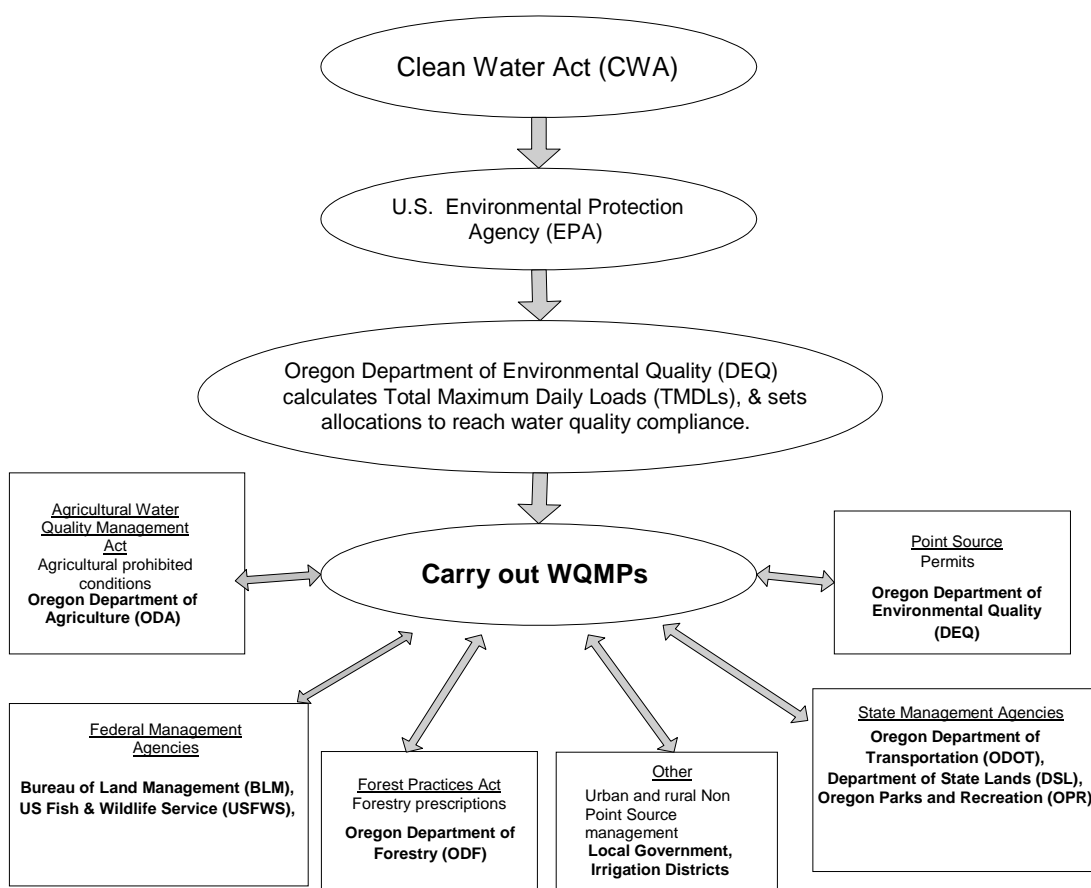 Clean Water Act (CWA)
U.S. Environmental Protection
Agency (EPA)
Oregon Department of Environmental Quality (DEQ)
calculates Total Maximum Daily Loads (TMDLs), & sets
allocations to reach water quality compliance.
Agricultural Water
Quality Management
Act
Agricultural prohibited
conditions
Oregon Department of
Agriculture (ODA)
Carry out WQMPs
Point Source
Permits
Oregon Department of
Environmental Quality
(DEQ)
Federal Management
Agencies
Bureau of Land Management (BLM),
US Fish & Wildlife Service (USFWS),
Forest Practices Act
Forestry prescriptions
Oregon Department of
Forestry (ODF)
Other
Urban and rural Non
Point Source
management
Local Government,
Irrigation Districts
State Management Agencies
Oregon Department of
Transportation (ODOT),
Department of State Lands (DSL),
Oregon Parks and Recreation (OPR)